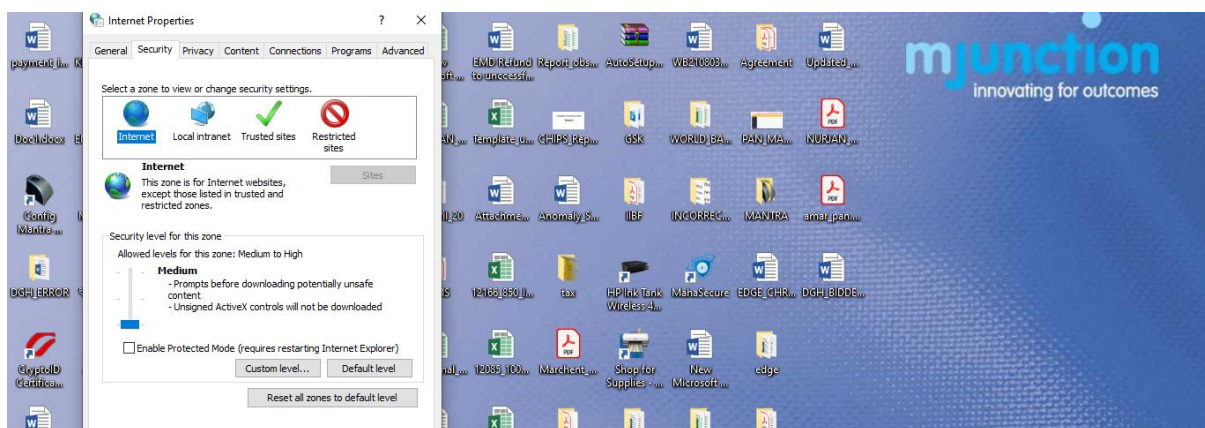 Internet Properties
? X
General Security Privacy Content Connections Programs Advanced
Select a zone to view or change security settings.
Internet Local intranet Trusted sites Restricted sites
Internet
Sites
This zone is for Internet websites,
except those listed in trusted and
restricted zones.
Security level for this zone
Allowed levels for this zone: Medium to High
Medium
- Prompts before downloading potentially unsafe
content
- Unsigned ActiveX controls will not be downloaded
Enable Protected Mode (requires restarting Internet Explorer)
Custom level... Default level
Reset all zones to default level
mjunction
innovating for outcomes
EMD Refund
to unccessf...
Report_obs...
AutoSetup...
WB210803...
Agreement
Updated_...
Template_u...
CHIPS_Rep...
GSK
WORLD_BA...
PAN_MA...
NURJAN_...
Config
Mantra ...
Attachme...
Anomaly_S...
IIBF
INCORREC...
MANTRA
amar_pan....
DGH_ERROR
12166_850_I...
tax
HP Ink Tank
Wireless 4...
MahaSecure
EDGE_CHR...
DGH_BIDDE...
CryptoID
Certifica...
12085_100...
Marchent_...
Shop for
Supplies - ...
New
Microsoft ...
edge